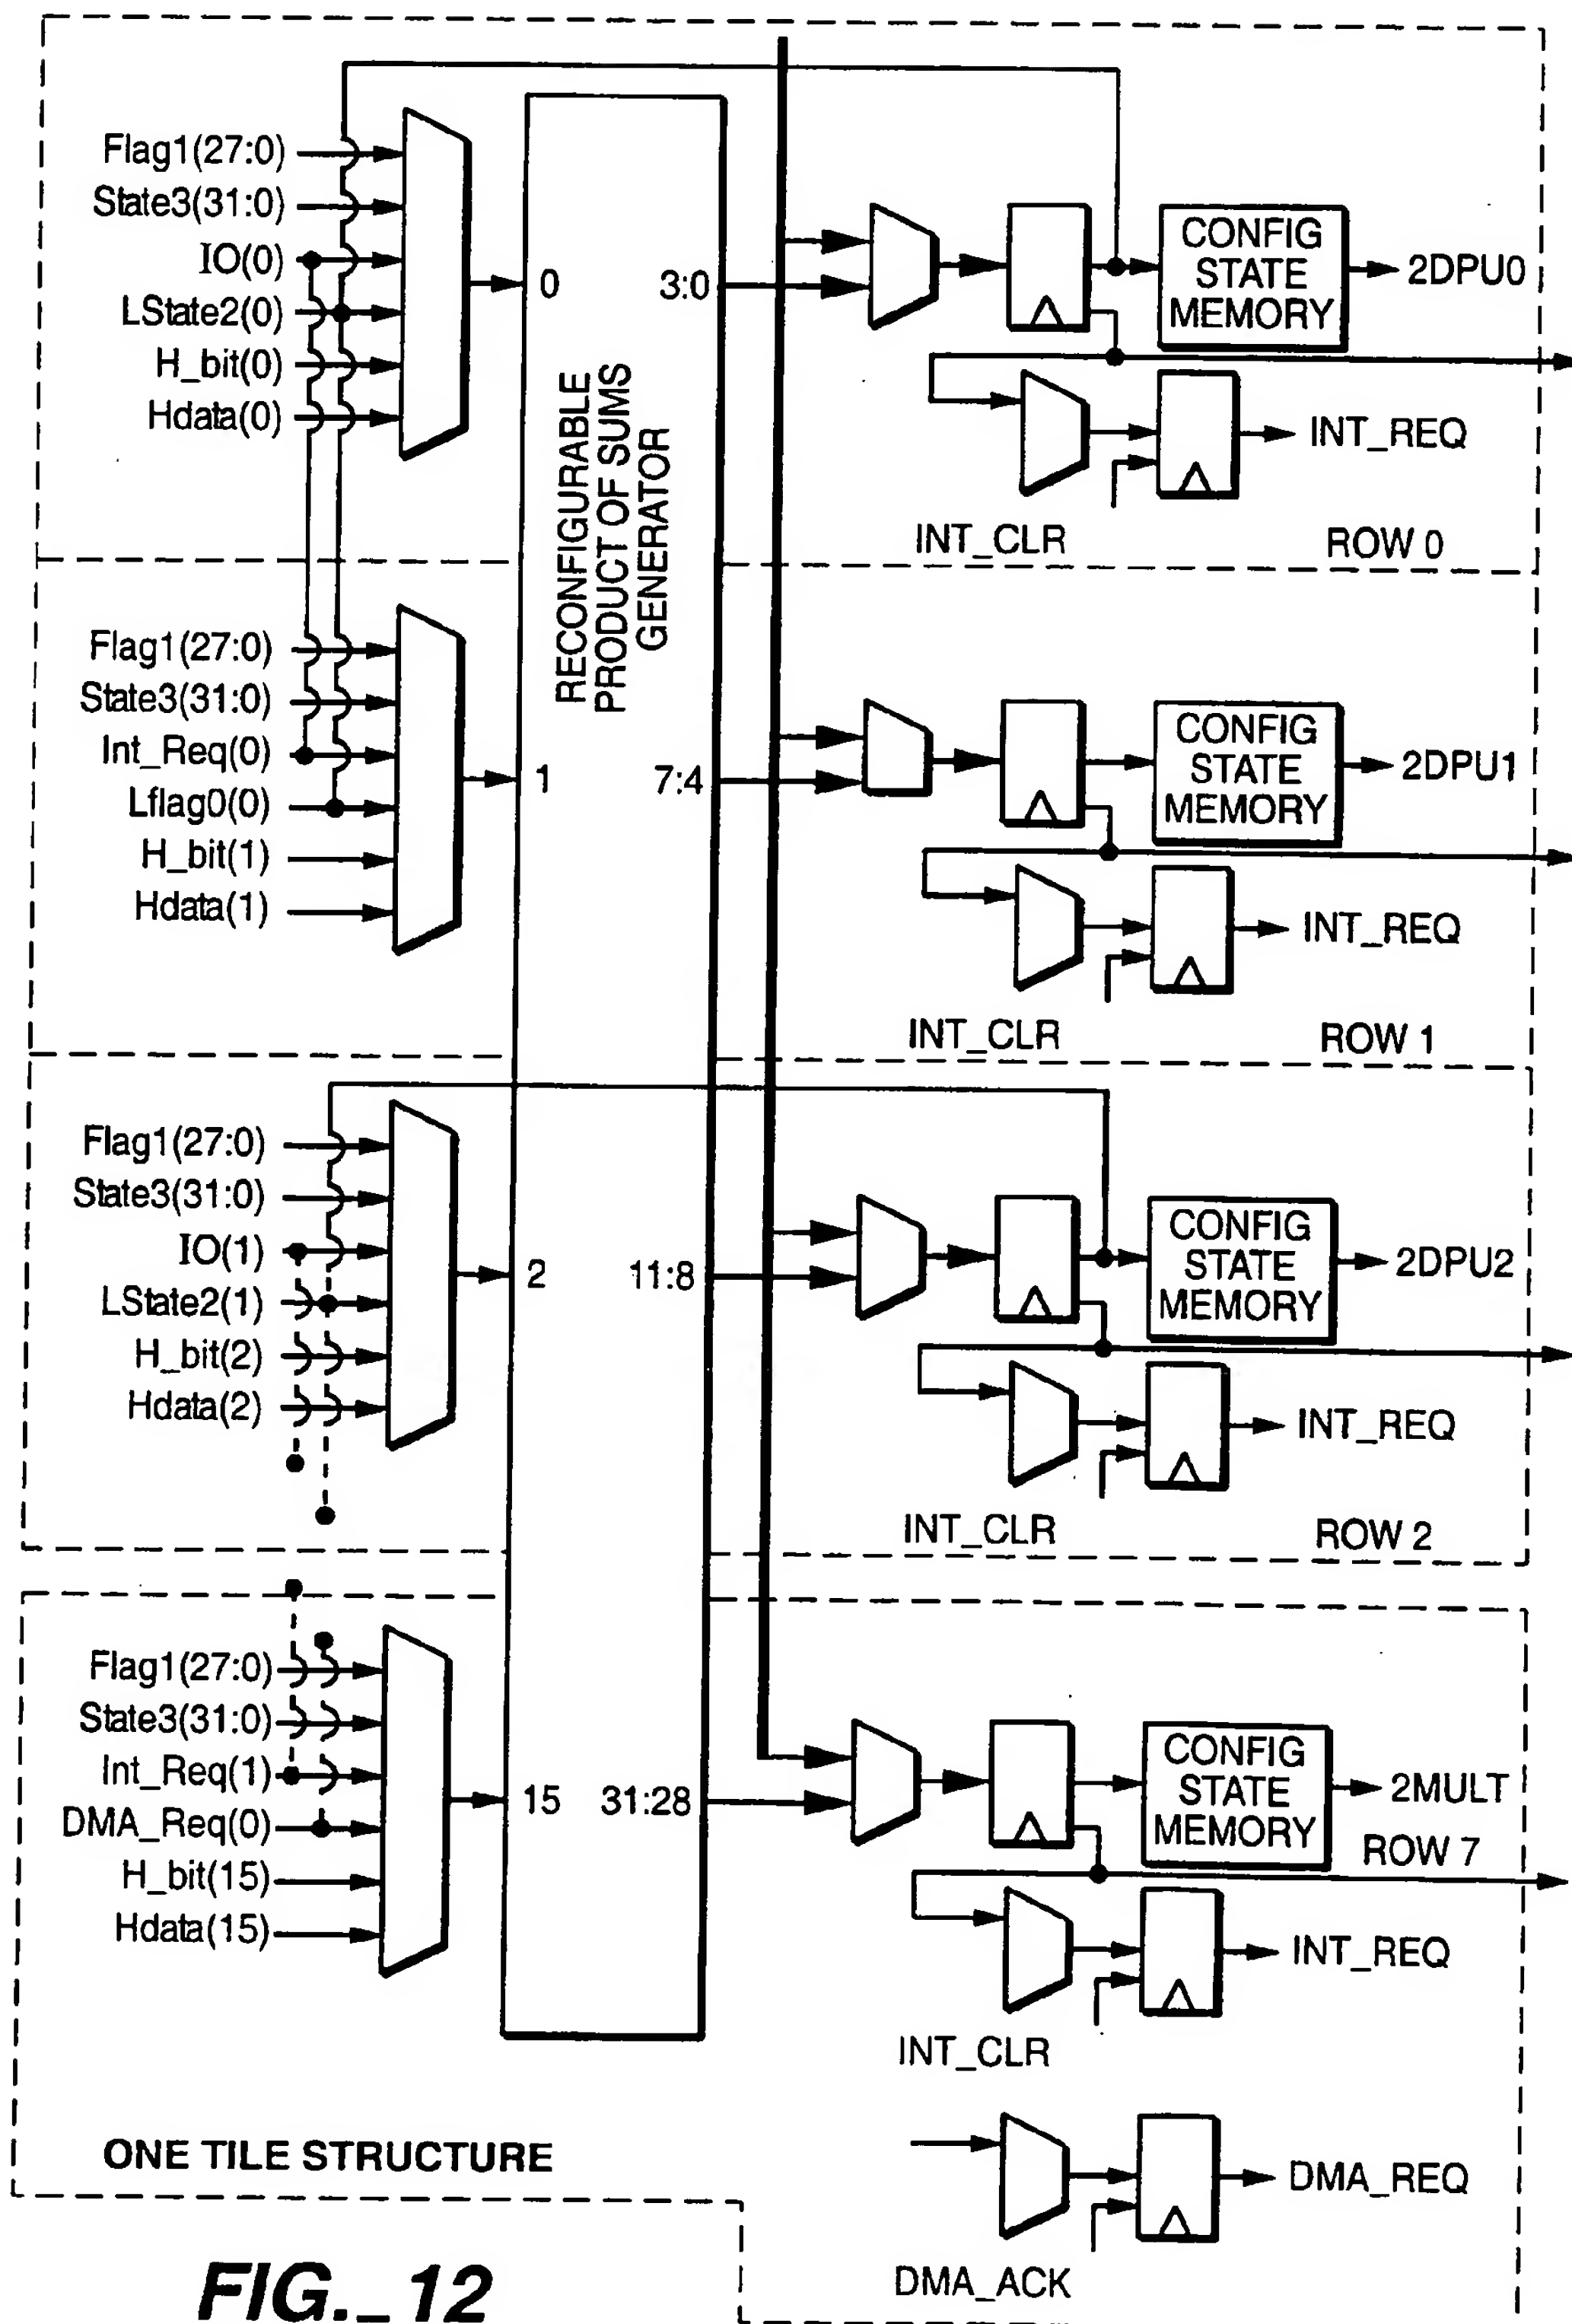 Flag1(27:0)
State3(31:0)
IO(0)
LState2(0)
H_bit(0)
Hdata(0)
0
3:0
RECONFIGURABLE
PRODUCT OF SUMS
GENERATOR
CONFIG
STATE
MEMORY
2DPU0
INT_REQ
INT_CLR
ROW 0
Flag1(27:0)
State3(31:0)
Int_Req(0)
Lflag0(0)
H_bit(1)
Hdata(1)
1
7:4
CONFIG
STATE
MEMORY
2DPU1
INT_REQ
INT_CLR
ROW 1
Flag1(27:0)
State3(31:0)
IO(1)
LState2(1)
H_bit(2)
Hdata(2)
2
11:8
CONFIG
STATE
MEMORY
2DPU2
INT_REQ
INT_CLR
ROW 2
Flag1(27:0)
State3(31:0)
Int_Req(1)
DMA_Req(0)
H_bit(15)
Hdata(15)
15
31:28
CONFIG
STATE
MEMORY
2MULT
ROW 7
INT_REQ
INT_CLR
ONE TILE STRUCTURE
DMA_REQ
DMA_ACK
FIG._12